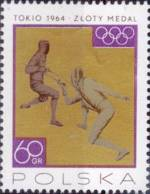 TOKIO 1964 - ZŁOTY MEDAL
60
GR
POLSKA